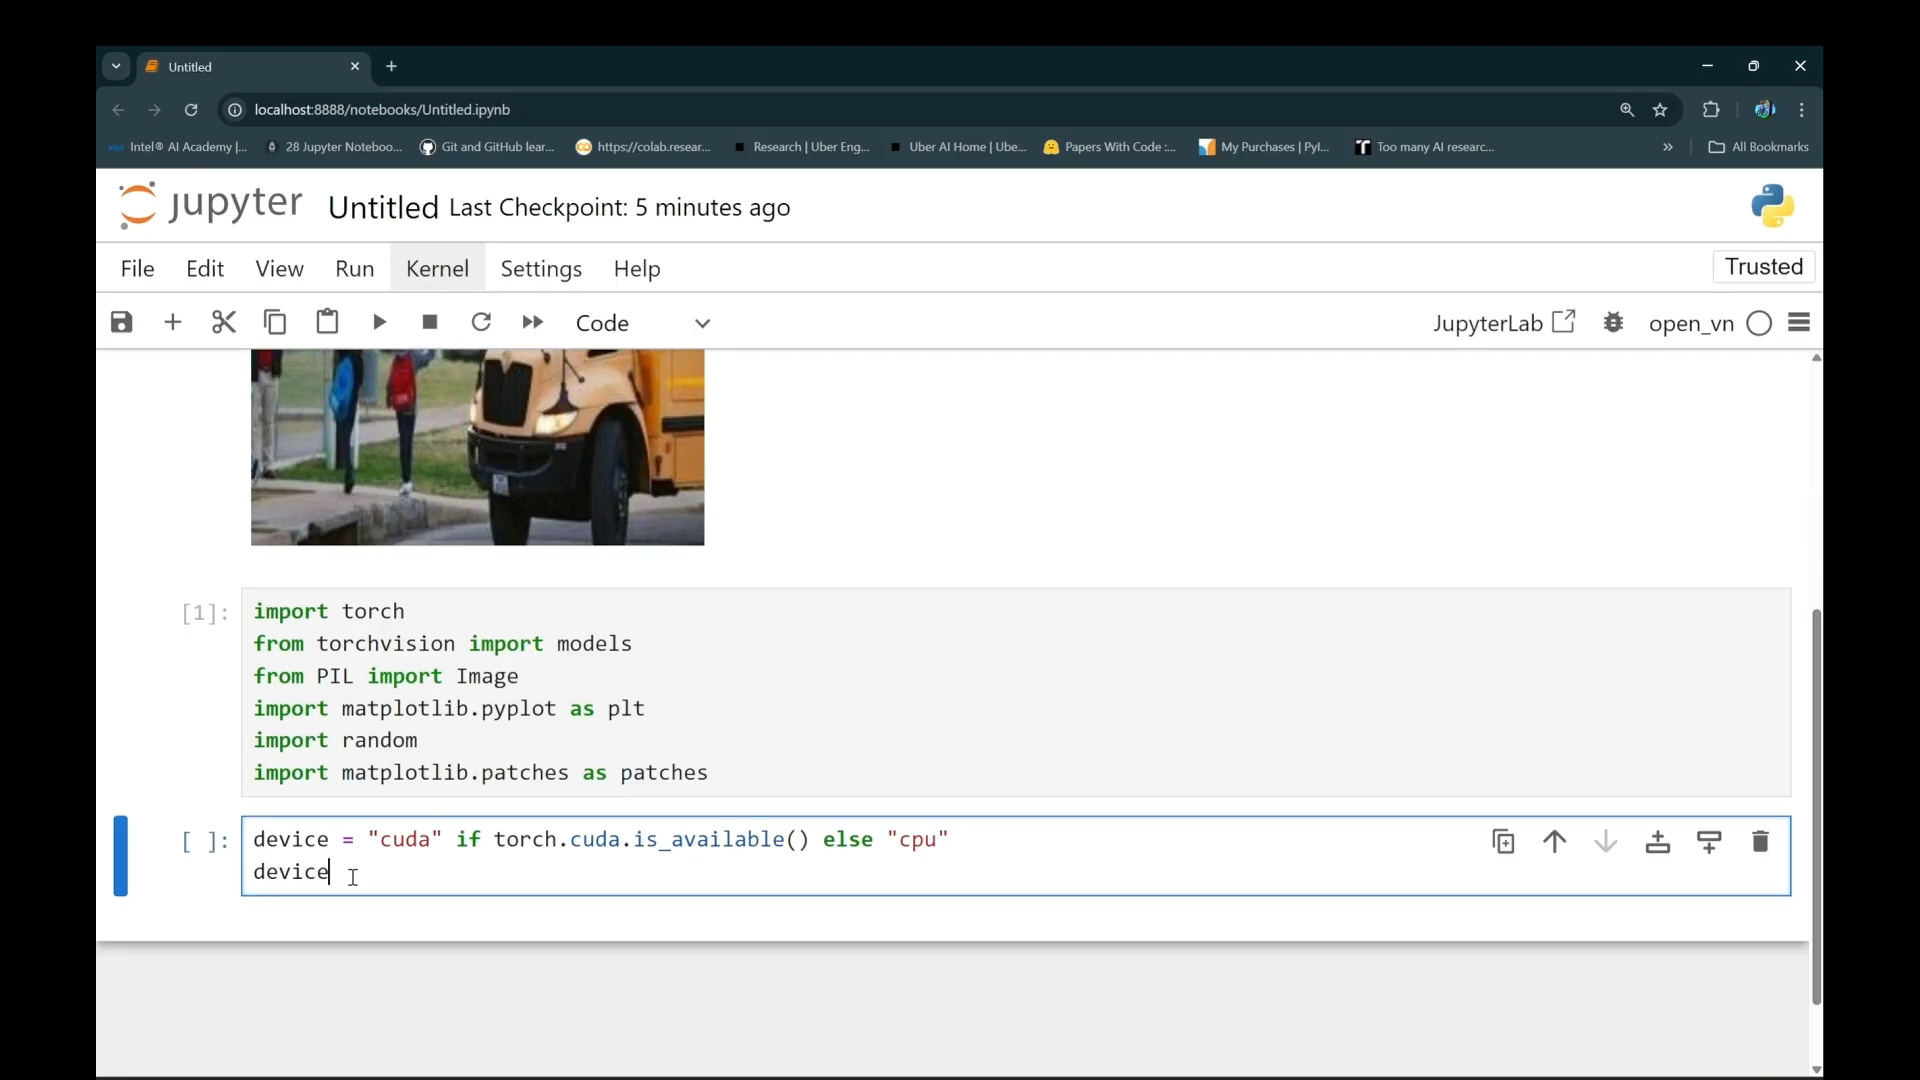 Untitled
localhost:8888/notebooks/Untitled.ipynb
Intel® AI Academy |... 28 Jupyter Noteboo... Git and GitHub lear... https://colab.resear... Research | Uber Eng... Uber AI Home | Ube... Papers With Code :... My Purchases | PyI... Too many AI researc... » All Bookmarks
jupyter Untitled Last Checkpoint: 5 minutes ago
File Edit View Run Kernel Settings Help Trusted
Code JupyterLab open_vn
[1]: import torch
from torchvision import models
from PIL import Image
import matplotlib.pyplot as plt
import random
import matplotlib.patches as patches
[ ]: device = "cuda" if torch.cuda.is_available() else "cpu"
device